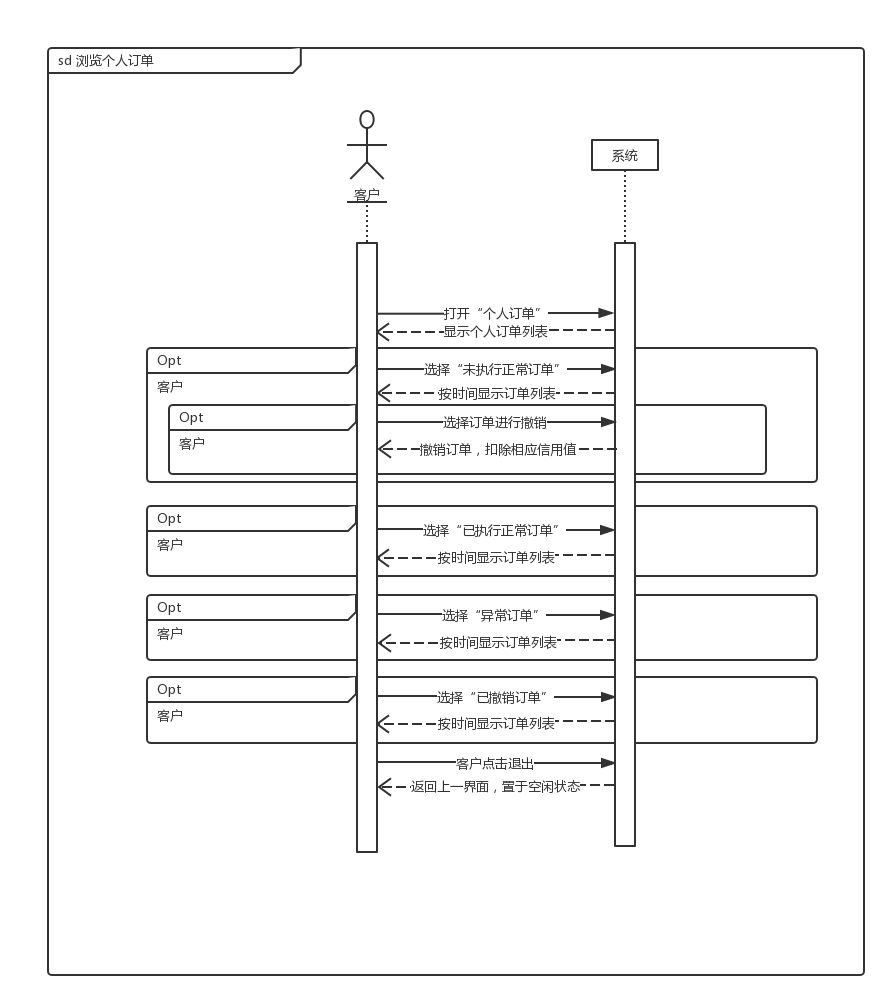 sd 浏览个人订单
客户
系统
打开“个人订单”
显示个人订单列表
Opt
客户
选择“未执行正常订单”
按时间显示订单列表
Opt
客户
选择订单进行撤销
撤销订单，扣除相应信用值
Opt
客户
选择“已执行正常订单”
按时间显示订单列表
Opt
客户
选择“异常订单”
按时间显示订单列表
Opt
客户
选择“已撤销订单”
按时间显示订单列表
客户点击退出
返回上一界面，置于空闲状态